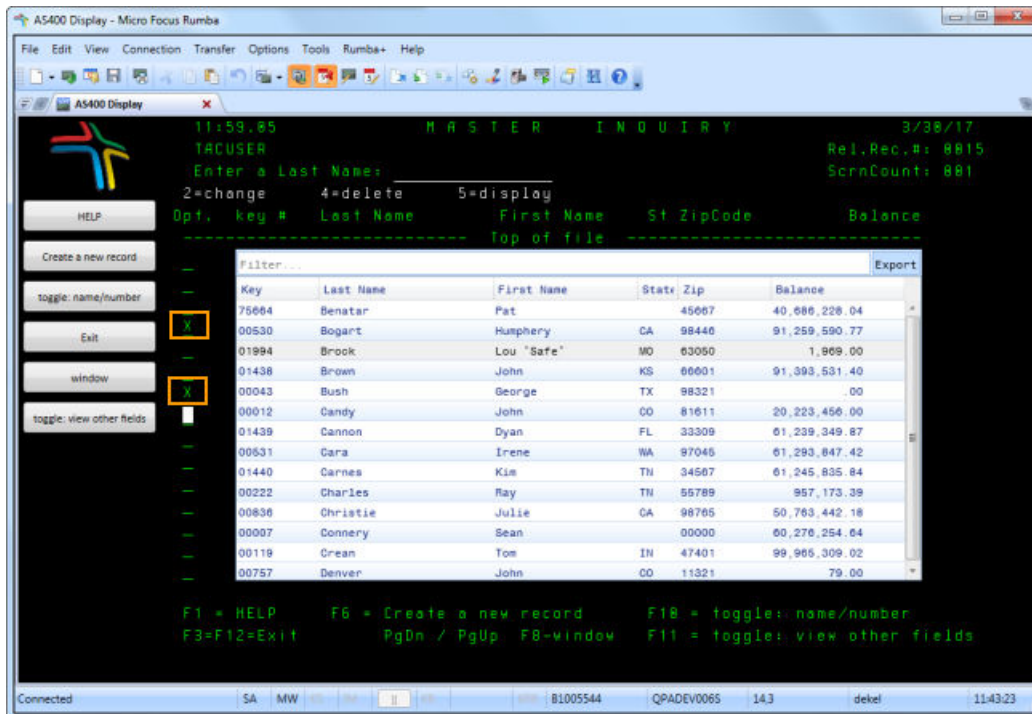 AS400 Display - Micro Focus Rumba
File Edit View Connection Transfer Options Tools Rumba+ Help
AS400 Display
11:59.05 M A S T E R I N Q U I R Y 3/30/17
TACUSER Rel.Rec.#: 0015
Enter a Last Name: ScrnCount: 001
2=change 4=delete 5=display
HELP
Opt. key # Last Name First Name St ZipCode Balance
Top of file
Create a new record
toggle: name/number
Exit
window
toggle: view other fields
Filter... Export
Key Last Name First Name State Zip Balance
75664 Benatar Pat 45667 40,686,228.04
X 00530 Bogart Humphery CA 98446 91,259,590.77
01994 Brook Lou "Safe" MO 63050 1,969.00
01438 Brown John KS 66601 91,393,531.40
X 00043 Bush George TX 98321 .00
00012 Candy John CO 81611 20,223,456.00
01439 Cannon Dyan FL 33309 61,239,349.87
00531 Cara Irene WA 97045 61,293,847.42
01440 Carnes Kim TN 34567 61,245,835.84
00222 Charles Ray TN 55789 957,173.39
00836 Christie Julie CA 98765 50,763,442.18
00007 Connery Sean 00000 60,276,254.64
00119 Crean Tom IN 47401 99,965,309.02
00757 Denver John CO 11321 79.00
F1 = HELP F6 = Create a new record F10 = toggle: name/number
F3=F12=Exit PgDn / PgUp F8-window F11 = toggle: view other fields
Connected SA MW II B1005544 QPADEV006S 14,3 dekel 11:43:23